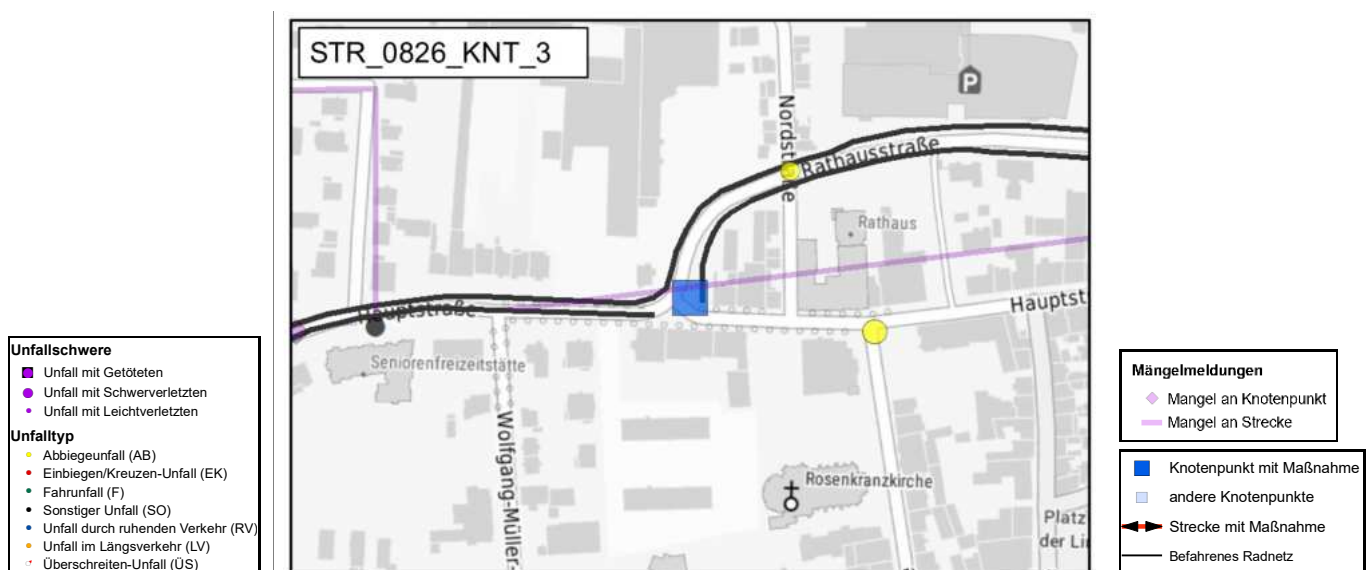 STR_0826_KNT_3
P
Nordstraße
Rathausstraße
Rathaus
Hauptstraße
Hauptst
Seniorenfreizeitstätte
Wolfgang-Müller-
Rosenkranzkirche
Platz
der Li
Unfallschwere
Unfall mit Getöteten
Unfall mit Schwerverletzten
Unfall mit Leichtverletzten
Unfalltyp
Abbiegeunfall (AB)
Einbiegen/Kreuzen-Unfall (EK)
Fahrunfall (F)
Sonstiger Unfall (SO)
Unfall durch ruhenden Verkehr (RV)
Unfall im Längsverkehr (LV)
Überschreiten-Unfall (ÜS)
Mängelmeldungen
Mangel an Knotenpunkt
Mangel an Strecke
Knotenpunkt mit Maßnahme
andere Knotenpunkte
Strecke mit Maßnahme
Befahrenes Radnetz